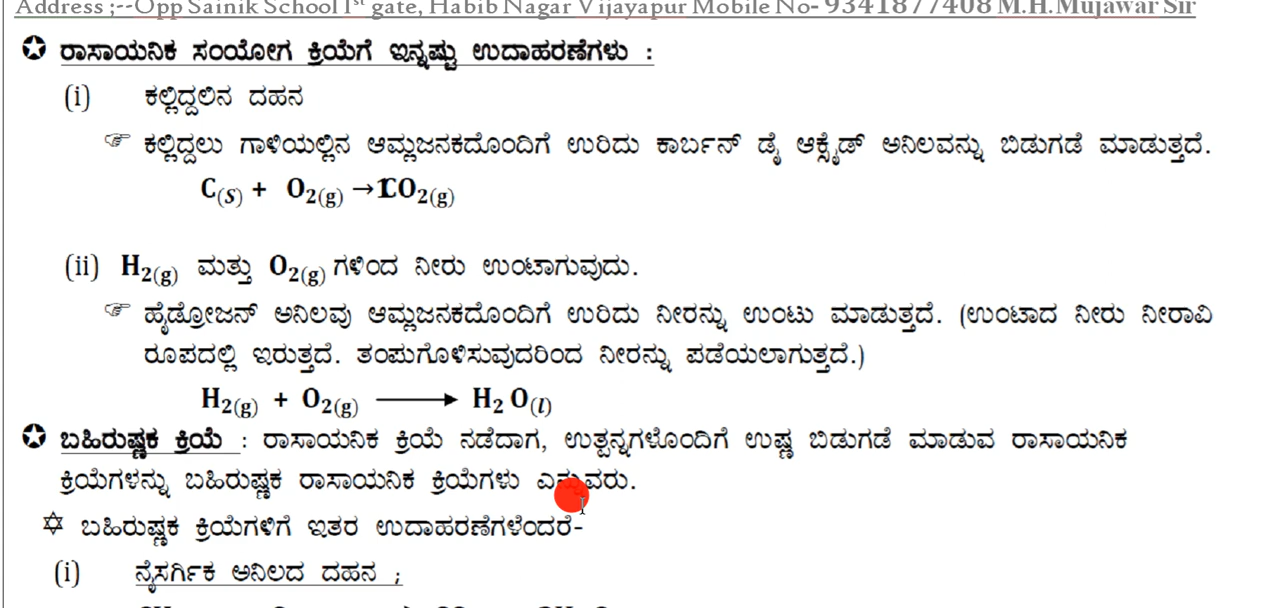 Address ;--Opp Sainik School 1st gate, Habib Nagar Vijayapur Mobile No- 9341877408 M.H.Mujawar Sir
✪ ರಾಸಾಯನಿಕ ಸಂಯೋಗ ಕ್ರಿಯೆಗೆ ಇನ್ನಷ್ಟು ಉದಾಹರಣೆಗಳು :
(i) ಕಲ್ಲಿದ್ದಲಿನ ದಹನ
☞ ಕಲ್ಲಿದ್ದಲು ಗಾಳಿಯಲ್ಲಿನ ಆಮ್ಲಜನಕದೊಂದಿಗೆ ಉರಿದು ಕಾರ್ಬನ್ ಡೈ ಆಕ್ಸೈಡ್ ಅನಿಲವನ್ನು ಬಿಡುಗಡೆ ಮಾಡುತ್ತದೆ.
C(S) + O2(g) → CO2(g)
(ii) H2(g) ಮತ್ತು O2(g) ಗಳಿಂದ ನೀರು ಉಂಟಾಗುವುದು.
☞ ಹೈಡ್ರೋಜನ್ ಅನಿಲವು ಆಮ್ಲಜನಕದೊಂದಿಗೆ ಉರಿದು ನೀರನ್ನು ಉಂಟು ಮಾಡುತ್ತದೆ. (ಉಂಟಾದ ನೀರು ನೀರಾವಿ
ರೂಪದಲ್ಲಿ ಇರುತ್ತದೆ. ತಂಪುಗೊಳಿಸುವುದರಿಂದ ನೀರನ್ನು ಪಡೆಯಲಾಗುತ್ತದೆ.)
H2(g) + O2(g) ⟶ H2 O(l)
✪ ಬಹಿರುಷ್ಣಕ ಕ್ರಿಯೆ : ರಾಸಾಯನಿಕ ಕ್ರಿಯೆ ನಡೆದಾಗ, ಉತ್ಪನ್ನಗಳೊಂದಿಗೆ ಉಷ್ಣ ಬಿಡುಗಡೆ ಮಾಡುವ ರಾಸಾಯನಿಕ
ಕ್ರಿಯೆಗಳನ್ನು ಬಹಿರುಷ್ಣಕ ರಾಸಾಯನಿಕ ಕ್ರಿಯೆಗಳು ಎನ್ನುವರು.
✡ ಬಹಿರುಷ್ಣಕ ಕ್ರಿಯೆಗಳಿಗೆ ಇತರ ಉದಾಹರಣೆಗಳೆಂದರೆ-
(i) ನೈಸರ್ಗಿಕ ಅನಿಲದ ದಹನ ;